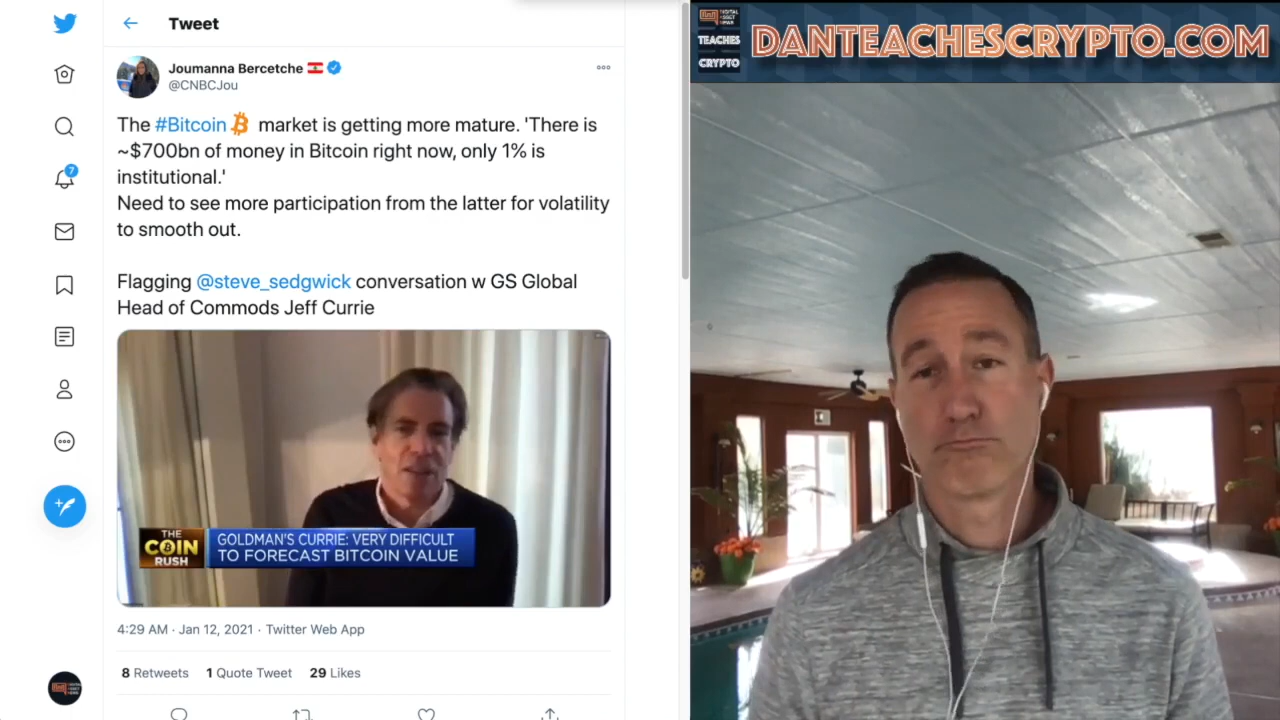 Tweet
Joumanna Bercetche
@CNBCJou
The #Bitcoin market is getting more mature. 'There is
~$700bn of money in Bitcoin right now, only 1% is
institutional.'
Need to see more participation from the latter for volatility
to smooth out.
Flagging @steve_sedgwick conversation w GS Global
Head of Commods Jeff Currie
THE
COIN
RUSH
GOLDMAN'S CURRIE: VERY DIFFICULT
TO FORECAST BITCOIN VALUE
4:29 AM · Jan 12, 2021 · Twitter Web App
8 Retweets 1 Quote Tweet 29 Likes
7
DIGITAL
ASSET
NEWS
TEACHES
CRYPTO
DANTEACHESCRYPTO.COM